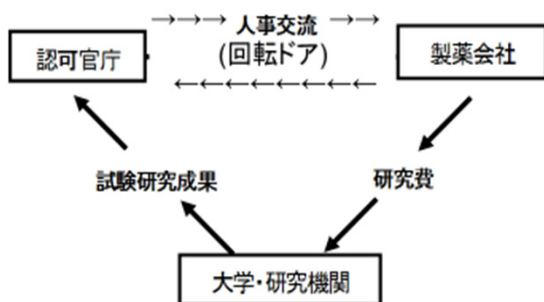 →→→→人事交流→→
認可官庁
(回転ドア)
製薬会社
←←←←←←←←←
試験研究成果
研究費
大学・研究機関